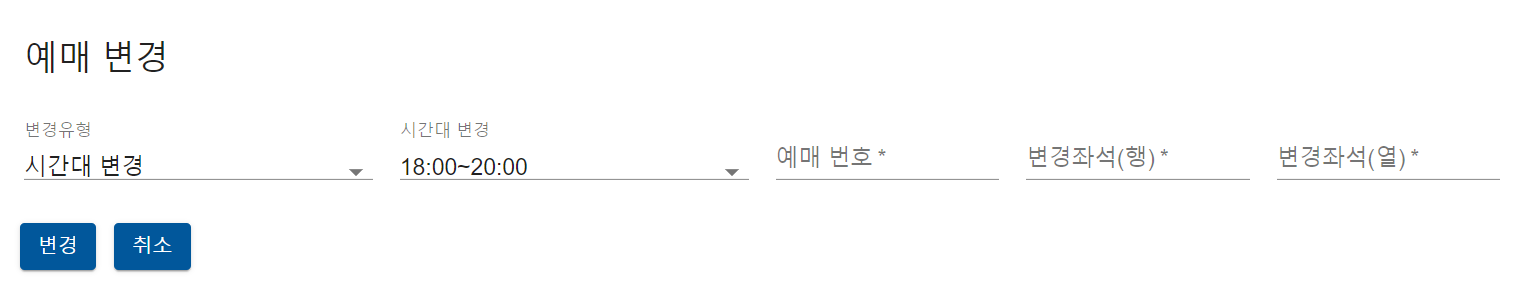 예매 변경
변경유형
시간대 변경
시간대 변경
18:00~20:00
예매 번호 *
변경좌석(행) *
변경좌석(열) *
변경
취소